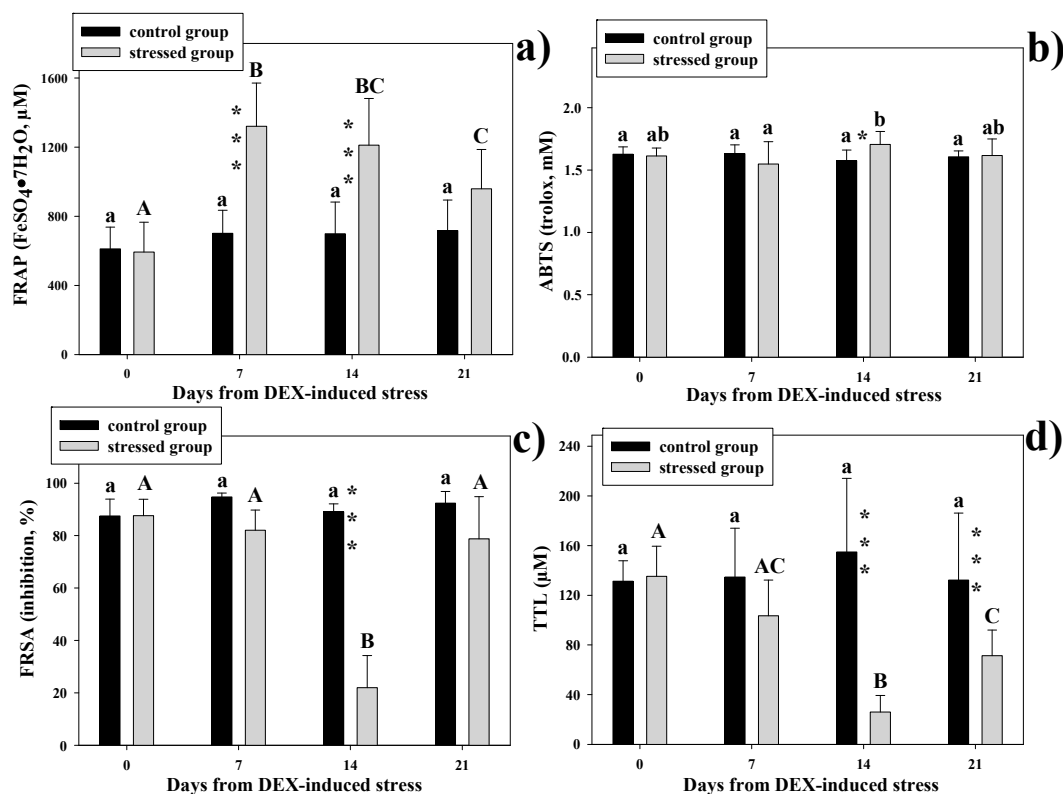 a)
control group
stressed group
FRAP (FeSO4●7H2O, µM)
1600
1200
800
400
0
a A
a *** B
a *** BC
a C
0 7 14 21
Days from DEX-induced stress
b)
control group
stressed group
ABTS (trolox, mM)
2.0
1.5
1.0
0.5
0.0
a ab
a a
a * b
a ab
0 7 14 21
Days from DEX-induced stress
c)
control group
stressed group
FRSA (inhibition, %)
100
80
60
40
20
0
a A
a A
a *** B
a A
0 7 14 21
Days from DEX-induced stress
d)
control group
stressed group
TTL (µM)
240
200
160
120
80
40
0
a A
a AC
a *** B
a *** C
0 7 14 21
Days from DEX-induced stress